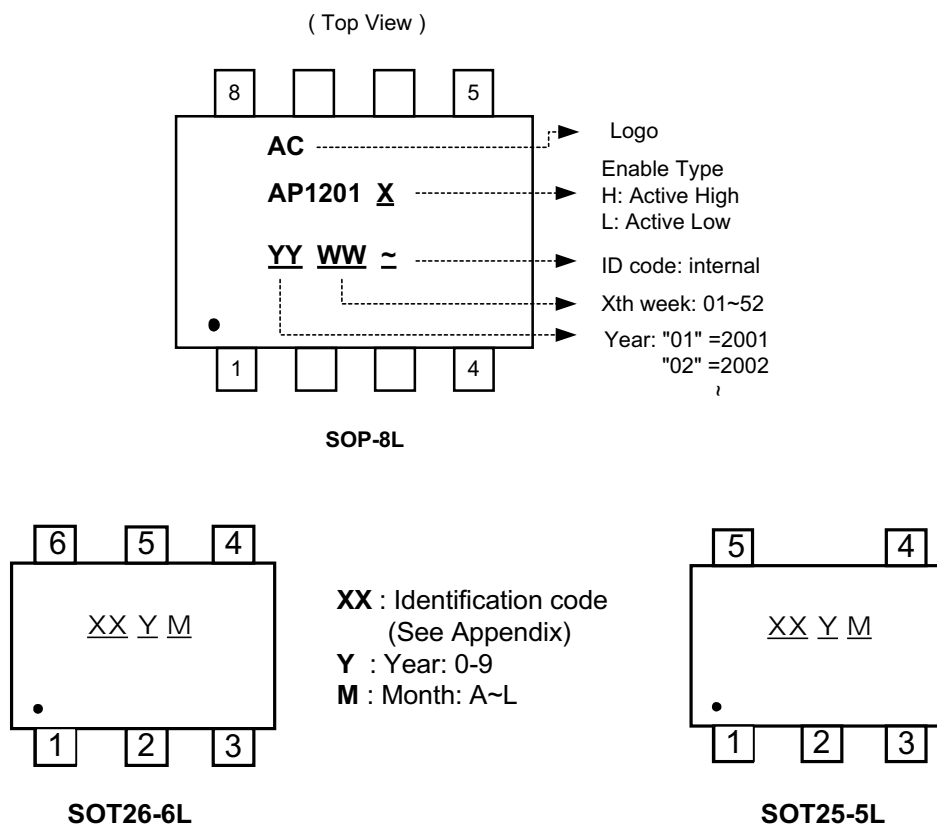 ( Top View )
8 5
AC Logo
AP1201 X Enable Type
H: Active High
L: Active Low
YY WW ~ ID code: internal
Xth week: 01~52
Year: "01" =2001
"02" =2002
~
1 4
SOP-8L
6 5 4
XX Y M
1 2 3
SOT26-6L
XX : Identification code
(See Appendix)
Y : Year: 0-9
M : Month: A~L
5 4
XX Y M
1 2 3
SOT25-5L